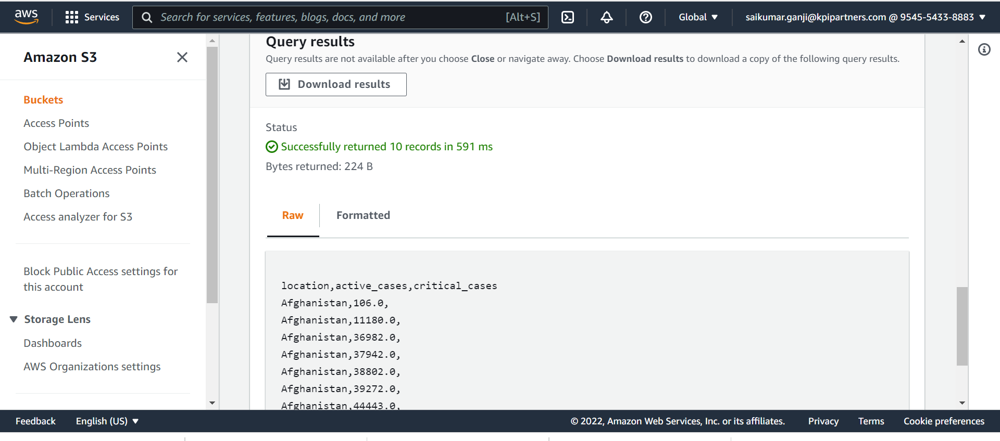 aws
Services
Search for services, features, blogs, docs, and more
[Alt+S]
Global ▼
saikumar.ganji@kpipartners.com @ 9545-5433-8883 ▼
Amazon S3
Buckets
Access Points
Object Lambda Access Points
Multi-Region Access Points
Batch Operations
Access analyzer for S3
Block Public Access settings for
this account
▼ Storage Lens
Dashboards
AWS Organizations settings
Query results
Query results are not available after you choose Close or navigate away. Choose Download results to download a copy of the following query results.
Download results
Status
Successfully returned 10 records in 591 ms
Bytes returned: 224 B
Raw
Formatted
location,active_cases,critical_cases
Afghanistan,106.0,
Afghanistan,11180.0,
Afghanistan,36982.0,
Afghanistan,37942.0,
Afghanistan,38802.0,
Afghanistan,39272.0,
Afghanistan,44443.0,
Feedback
English (US) ▼
© 2022, Amazon Web Services, Inc. or its affiliates.
Privacy
Terms
Cookie preferences